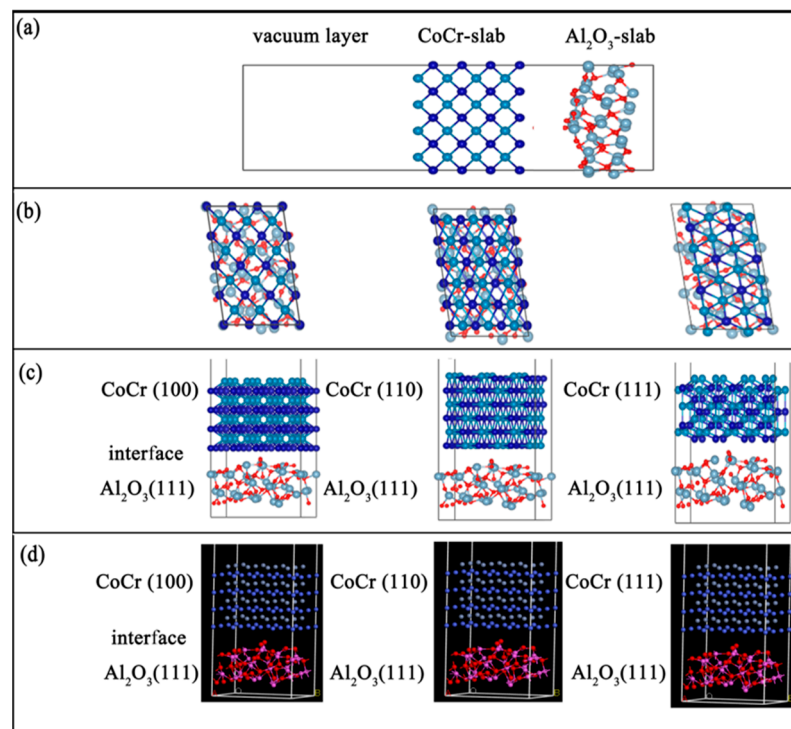 (a)
vacuum layer CoCr-slab Al₂O₃-slab
(b)
(c)
CoCr (100) CoCr (110) CoCr (111)
interface
Al₂O₃(111) Al₂O₃(111) Al₂O₃(111)
(d)
CoCr (100) CoCr (110) CoCr (111)
interface
Al₂O₃(111) Al₂O₃(111) Al₂O₃(111)